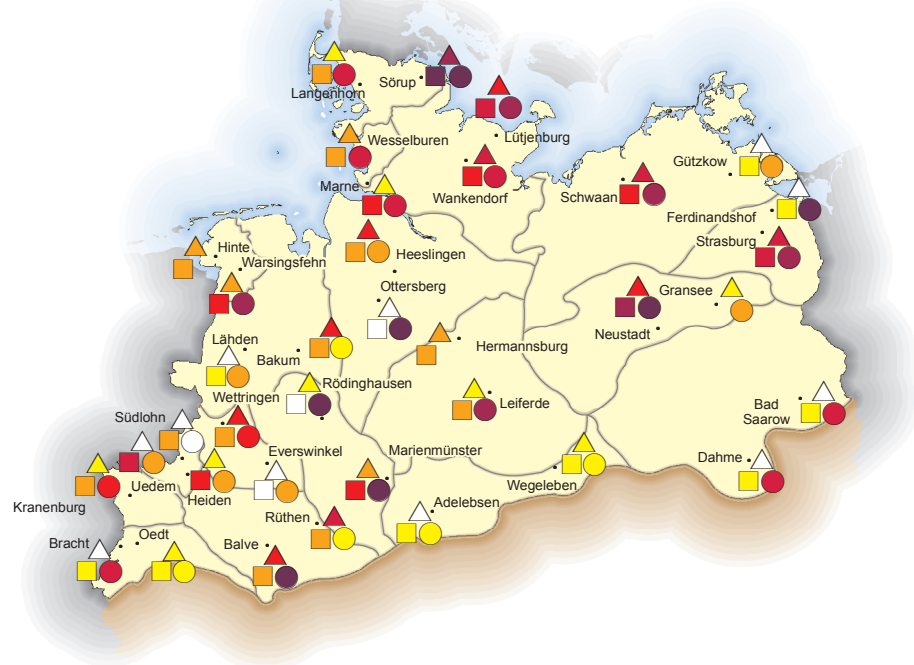 Langenhorn
Sörup
Lütjenburg
Wesselburen
Gützkow
Marne
Wankendorf
Schwaan
Ferdinandshof
Strasburg
Hinte
Heeslingen
Warsingsfehn
Ottersberg
Gransee
Neustadt
Lähden
Bakum
Hermannsburg
Rödinghausen
Wettringen
Leiferde
Bad
Saarow
Südlohn
Everswinkel
Marienmünster
Dahme
Uedem
Heiden
Wegeleben
Kranenburg
Adelebsen
Rüthen
Bracht
Oedt
Balve